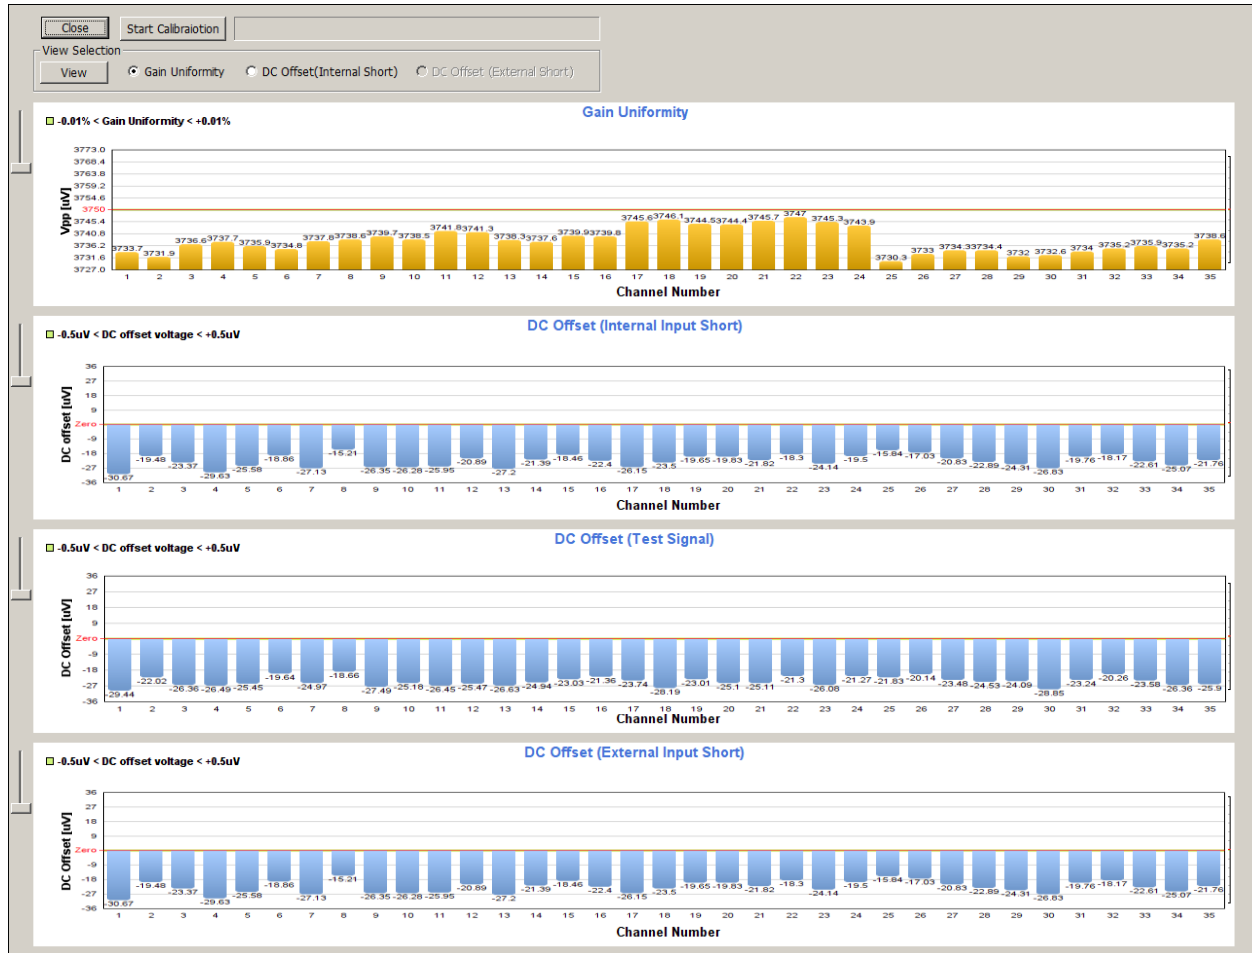 Close Start Calibraiotion
View Selection
View Gain Uniformity DC Offset(Internal Short) DC Offset (External Short)
Gain Uniformity
-0.01% < Gain Uniformity < +0.01%
Vpp [uV]
3773.0
3768.4
3763.8
3759.2
3754.6
3750
3745.4
3740.8
3736.2
3731.6
3727.0
3733.7 3731.9 3736.6 3737.7 3735.9 3734.8 3737.8 3738.6 3739.7 3738.5 3741.8 3741.3 3738.3 3737.6 3739.9 3739.8 3745.6 3746.1 3744.5 3744.4 3745.7 3747 3745.3 3743.9 3730.3 3733 3734.3 3734.4 3732 3732.6 3734 3735.2 3735.9 3735.2 3738.6
1 2 3 4 5 6 7 8 9 10 11 12 13 14 15 16 17 18 19 20 21 22 23 24 25 26 27 28 29 30 31 32 33 34 35
Channel Number
DC Offset (Internal Input Short)
-0.5uV < DC offset voltage < +0.5uV
DC Offset [uV]
36
27
18
9
Zero
-9
-18
-27
-36
-30.67 -19.48 -23.37 -29.63 -25.58 -18.86 -27.13 -15.21 -26.35 -26.28 -25.95 -20.89 -27.2 -21.39 -18.46 -22.4 -26.15 -23.5 -19.65 -19.83 -21.82 -18.3 -24.14 -19.5 -15.84 -17.03 -20.83 -22.89 -24.31 -26.83 -19.76 -18.17 -22.61 -25.07 -21.76
1 2 3 4 5 6 7 8 9 10 11 12 13 14 15 16 17 18 19 20 21 22 23 24 25 26 27 28 29 30 31 32 33 34 35
Channel Number
DC Offset (Test Signal)
-0.5uV < DC offset voltage < +0.5uV
DC Offset [uV]
36
27
18
9
Zero
-9
-18
-27
-36
-29.44 -22.02 -26.36 -26.49 -25.45 -19.64 -24.97 -18.66 -27.49 -25.18 -26.45 -25.47 -26.63 -24.94 -23.03 -21.36 -23.74 -28.19 -23.01 -25.1 -25.11 -21.3 -26.08 -21.27 -21.83 -20.14 -23.48 -24.53 -24.09 -28.85 -23.24 -20.26 -23.58 -26.36 -25.9
1 2 3 4 5 6 7 8 9 10 11 12 13 14 15 16 17 18 19 20 21 22 23 24 25 26 27 28 29 30 31 32 33 34 35
Channel Number
DC Offset (External Input Short)
-0.5uV < DC offset voltage < +0.5uV
DC Offset [uV]
36
27
18
9
Zero
-9
-18
-27
-36
-30.67 -19.48 -23.37 -29.63 -25.58 -18.86 -27.13 -15.21 -26.35 -26.28 -25.95 -20.89 -27.2 -21.39 -18.46 -22.4 -26.15 -23.5 -19.65 -19.83 -21.82 -18.3 -24.14 -19.5 -15.84 -17.03 -20.83 -22.89 -24.31 -26.83 -19.76 -18.17 -22.61 -25.07 -21.76
1 2 3 4 5 6 7 8 9 10 11 12 13 14 15 16 17 18 19 20 21 22 23 24 25 26 27 28 29 30 31 32 33 34 35
Channel Number